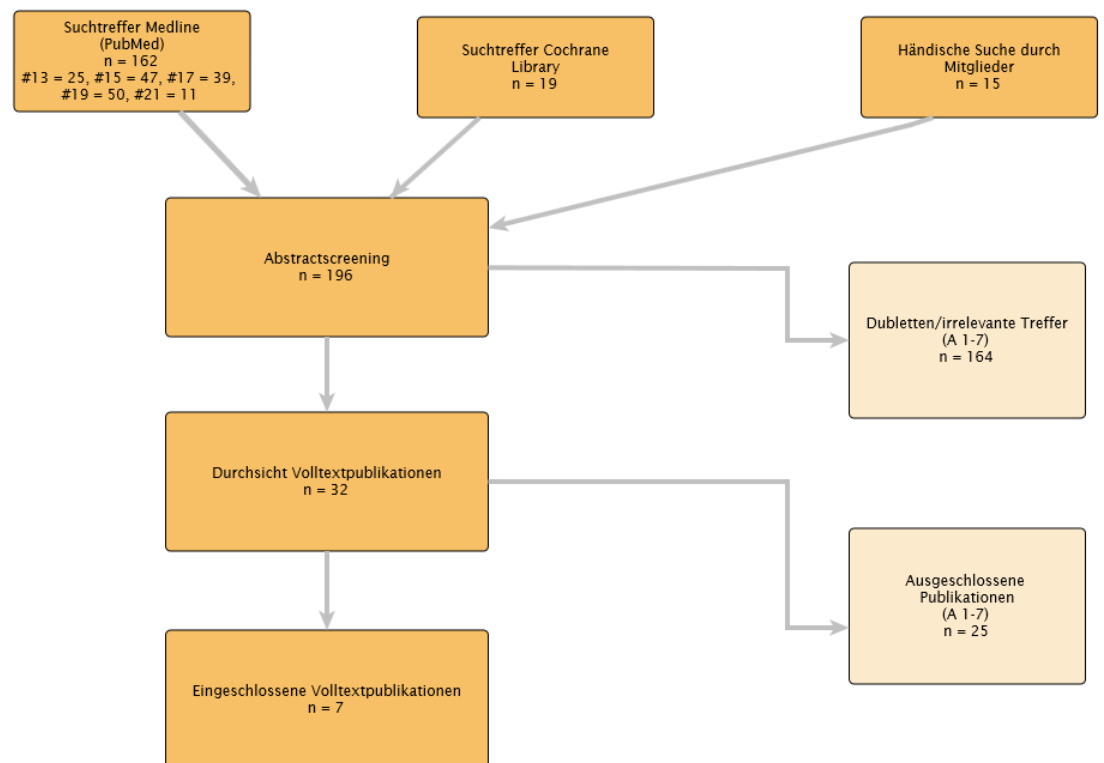 Suchtreffer Medline
(PubMed)
n = 162
#13 = 25, #15 = 47, #17 = 39,
#19 = 50, #21 = 11
Suchtreffer Cochrane
Library
n = 19
Händische Suche durch
Mitglieder
n = 15
Abstractscreening
n = 196
Dubletten/irrelevante Treffer
(A 1-7)
n = 164
Durchsicht Volltextpublikationen
n = 32
Ausgeschlossene
Publikationen
(A 1-7)
n = 25
Eingeschlossene Volltextpublikationen
n = 7